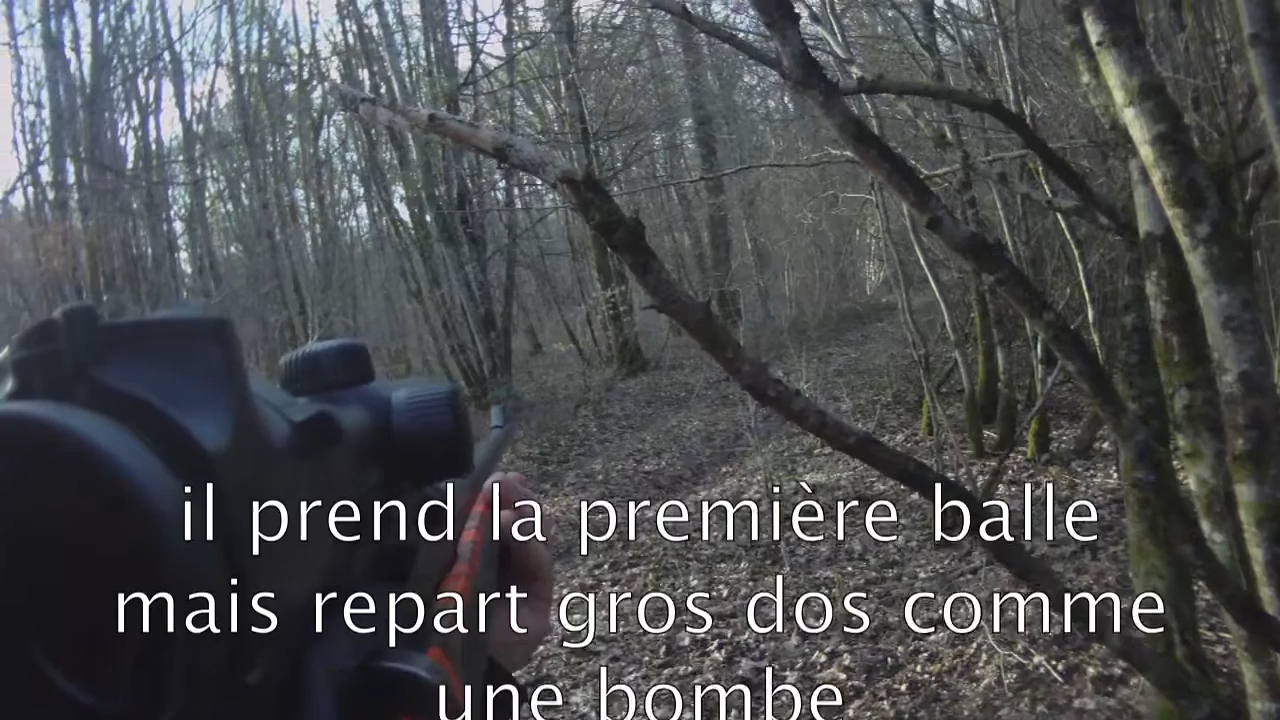 il prend la première balle
mais repart gros dos comme
une bombe